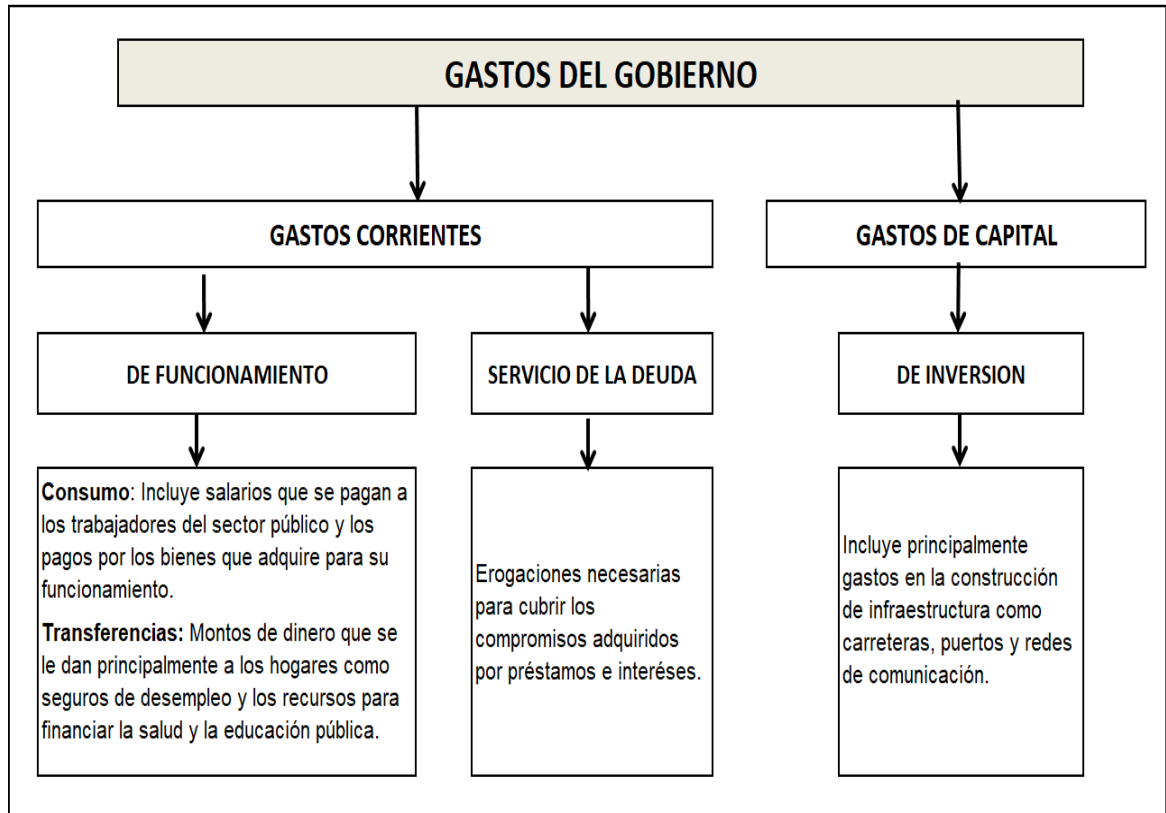 GASTOS DEL GOBIERNO
GASTOS CORRIENTES
GASTOS DE CAPITAL
DE FUNCIONAMIENTO
SERVICIO DE LA DEUDA
DE INVERSION
Consumo: Incluye salarios que se pagan a
los trabajadores del sector público y los
pagos por los bienes que adquiere para su
funcionamiento.
Transferencias: Montos de dinero que se
le dan principalmente a los hogares como
seguros de desempleo y los recursos para
financiar la salud y la educación pública.
Erogaciones necesarias
para cubrir los
compromisos adquiridos
por préstamos e interéses.
Incluye principalmente
gastos en la construcción
de infraestructura como
carreteras, puertos y redes
de comunicación.